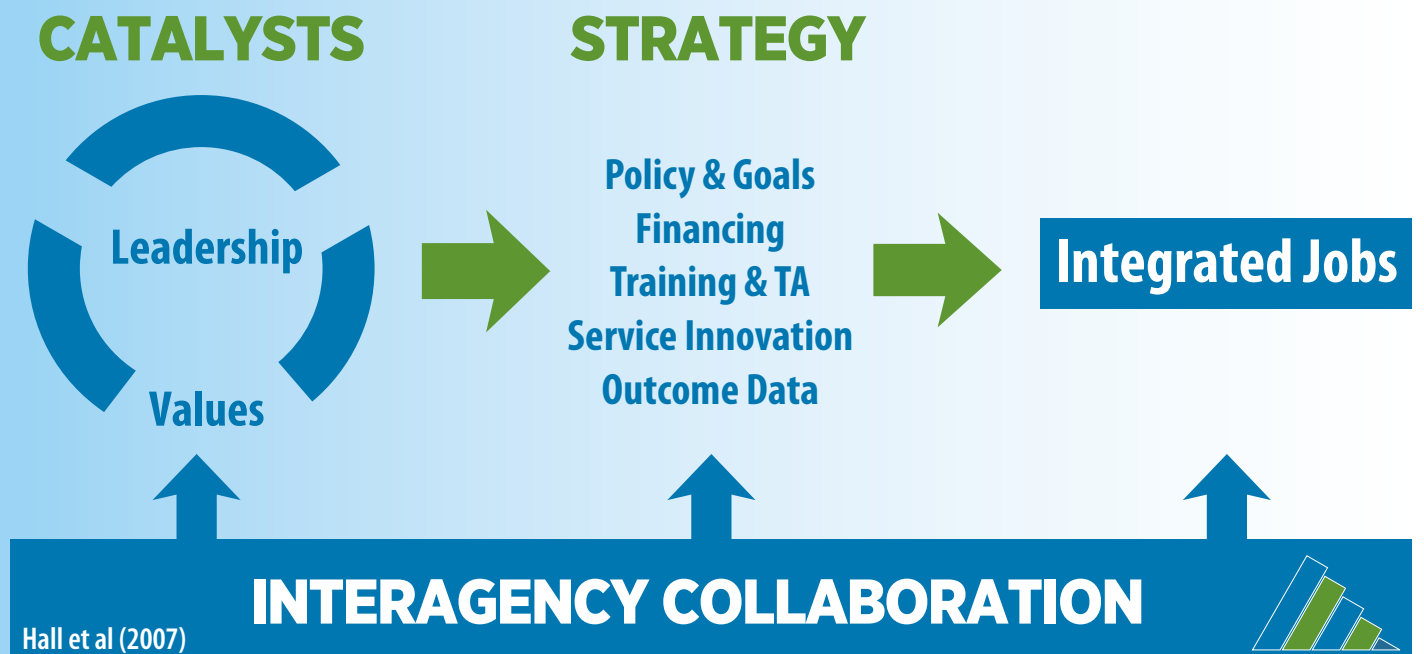 CATALYSTS
Leadership
Values
STRATEGY
Policy & Goals
Financing
Training & TA
Service Innovation
Outcome Data
Integrated Jobs
INTERAGENCY COLLABORATION
Hall et al (2007)